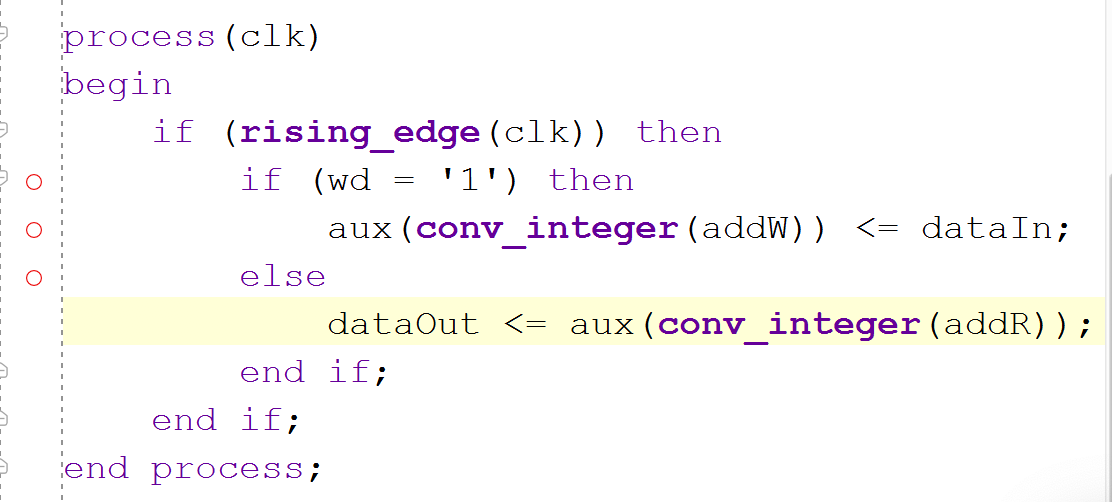 process(clk)
begin
if (rising_edge(clk)) then
if (wd = '1') then
aux(conv_integer(addW)) <= dataIn;
else
dataOut <= aux(conv_integer(addR));
end if;
end if;
end process;